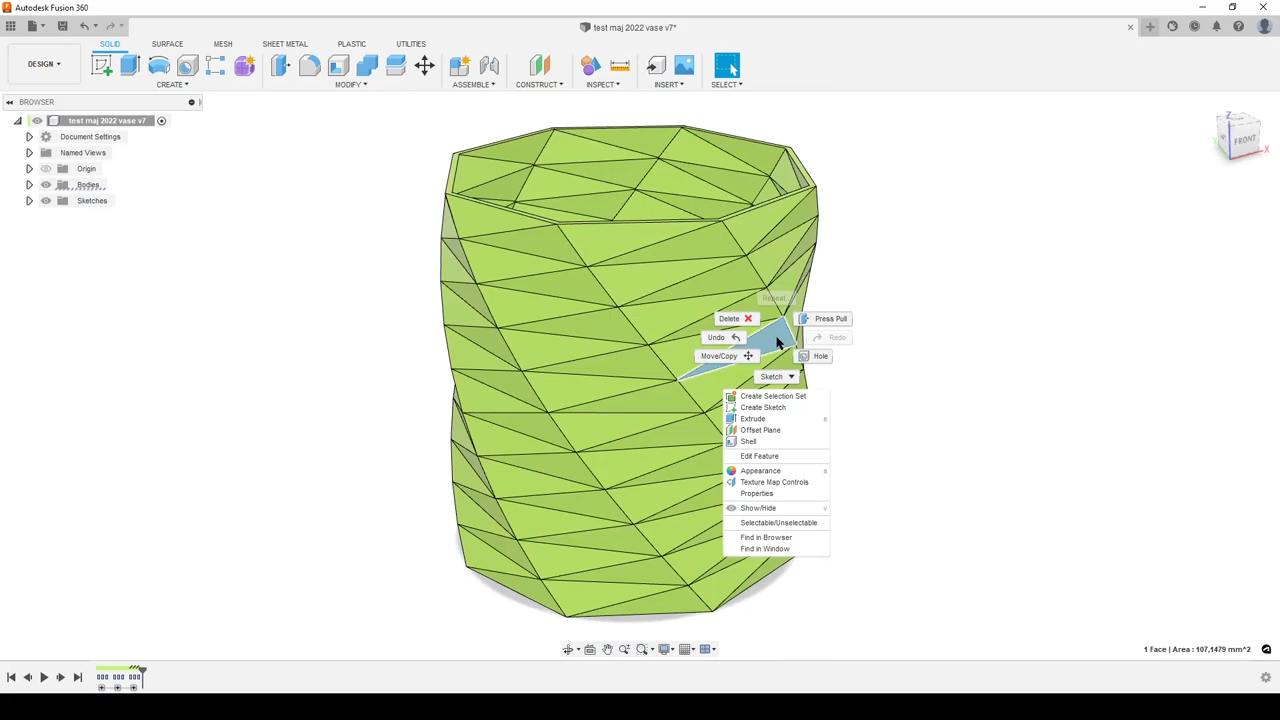 Autodesk Fusion 360
test maj 2022 vase v7*
SOLID SURFACE MESH SHEET METAL PLASTIC UTILITIES
DESIGN
CREATE MODIFY ASSEMBLE CONSTRUCT INSPECT INSERT SELECT
BROWSER
test maj 2022 vase v7
Document Settings
Named Views
Origin
Bodies
Sketches
FRONT
Z
X
Repeat...
Delete
Press Pull
Undo
Redo
Move/Copy
Hole
Sketch
Create Selection Set
Create Sketch
Extrude
Offset Plane
Shell
Edit Feature
Appearance
Texture Map Controls
Properties
Show/Hide
Selectable/Unselectable
Find in Browser
Find in Window
1 Face | Area : 107,1479 mm^2